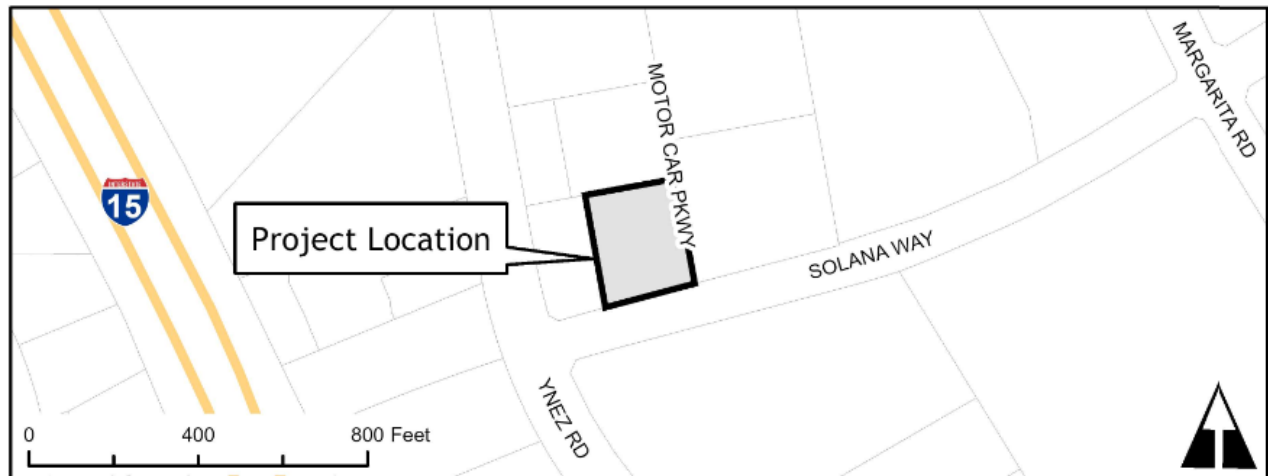 MARGARITA RD
MOTOR CAR PKWY
15
Project Location
SOLANA WAY
YNEZ RD
0 400 800 Feet